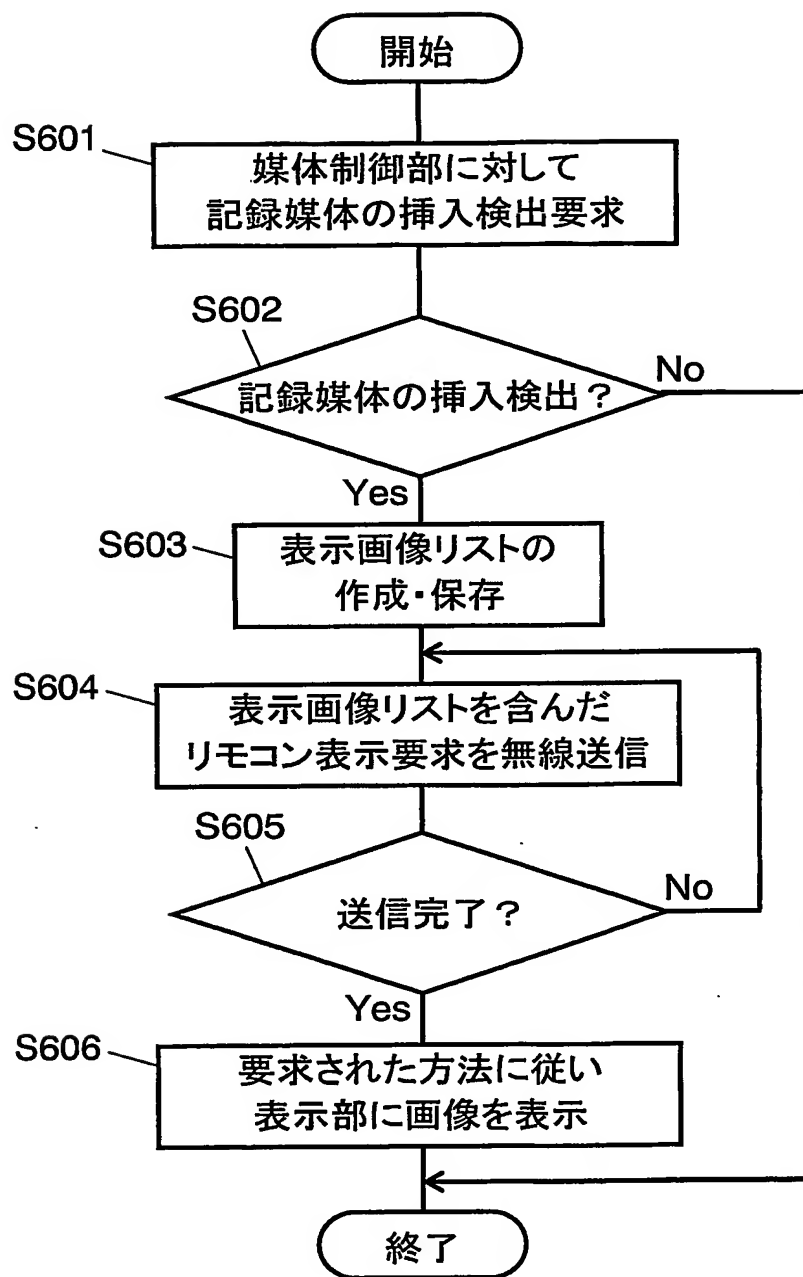 開始
S601
媒体制御部に対して
記録媒体の挿入検出要求
S602
記録媒体の挿入検出？
No
Yes
S603
表示画像リストの
作成・保存
S604
表示画像リストを含んだ
リモコン表示要求を無線送信
S605
送信完了？
No
Yes
S606
要求された方法に従い
表示部に画像を表示
終了